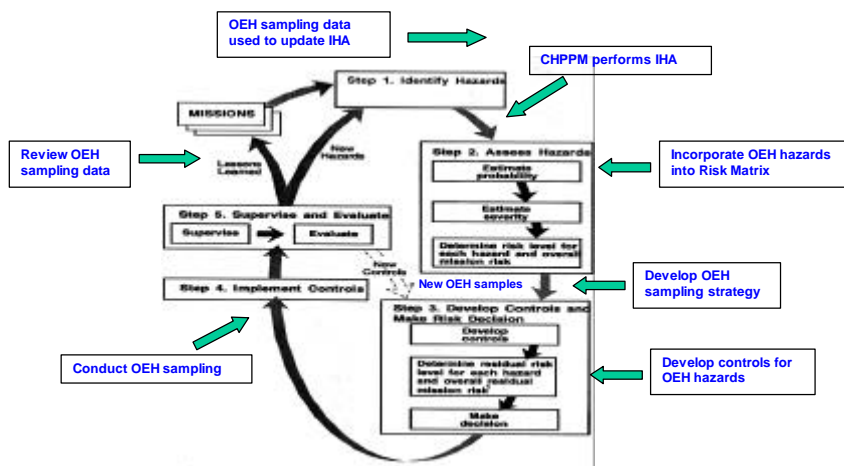 OEH sampling data
used to update IHA
CHPPM performs IHA
Step 1. Identify Hazards
MISSIONS
Review OEH
sampling data
Lessons
Learned
New
Hazards
Step 2. Assess Hazards
Estimate
probability
Estimate
severity
Determine risk level for
each hazard and overall
mission risk
Incorporate OEH hazards
into Risk Matrix
Step 5. Supervise and Evaluate
Supervise
Evaluate
New
Controls
New OEH samples
Develop OEH
sampling strategy
Step 4. Implement Controls
Step 3. Develop Controls and
Make Risk Decision
Develop
controls
Determine residual risk
level for each hazard
and overall residual
mission risk
Make
decision
Conduct OEH sampling
Develop controls for
OEH hazards